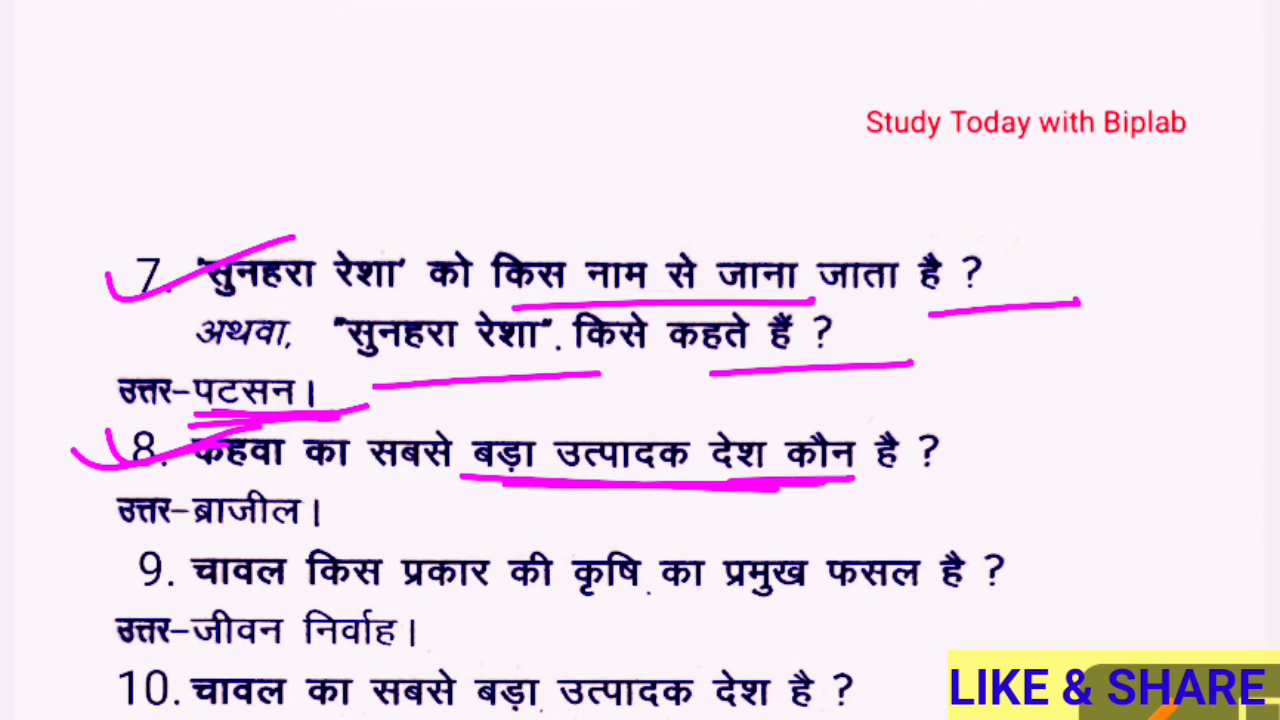 Study Today with Biplab
7. 'सुनहरा रेशा' को किस नाम से जाना जाता है ?
अथवा, "सुनहरा रेशा". किसे कहते हैं ?
उत्तर–पटसन।
8. कहवा का सबसे बड़ा उत्पादक देश कौन है ?
उत्तर–ब्राजील।
9. चावल किस प्रकार की कृषि का प्रमुख फसल है ?
उत्तर–जीवन निर्वाह।
10. चावल का सबसे बड़ा उत्पादक देश है ?
LIKE & SHARE